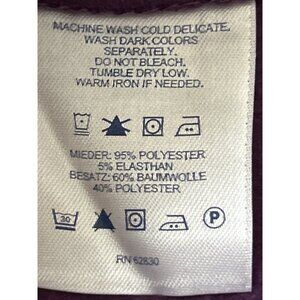 MACHINE WASH COLD DELICATE.
WASH DARK COLORS
SEPARATELY.
DO NOT BLEACH.
TUMBLE DRY LOW.
WARM IRON IF NEEDED.
MIEDER: 95% POLYESTER
5% ELASTHAN
BESATZ: 60% BAUMWOLLE
40% POLYESTER
30 P
RN 62830